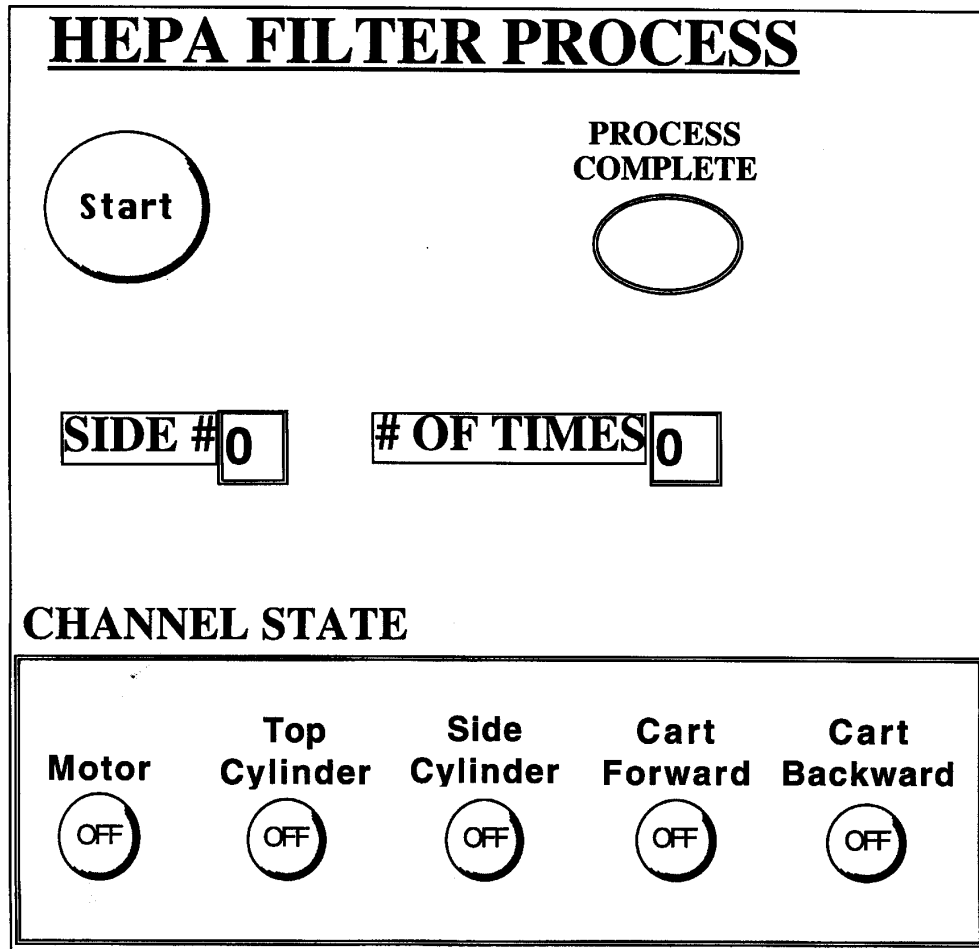 HEPA FILTER PROCESS
Start
PROCESS
COMPLETE
SIDE # 0
# OF TIMES 0
CHANNEL STATE
Motor
Top
Cylinder
Side
Cylinder
Cart
Forward
Cart
Backward
OFF
OFF
OFF
OFF
OFF